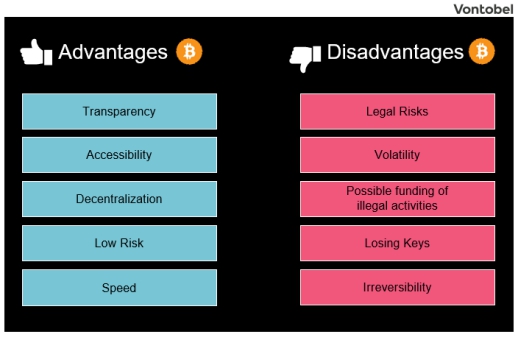 Vontobel
Advantages
Transparency
Accessibility
Decentralization
Low Risk
Speed
Disadvantages
Legal Risks
Volatility
Possible funding of
illegal activities
Losing Keys
Irreversibility